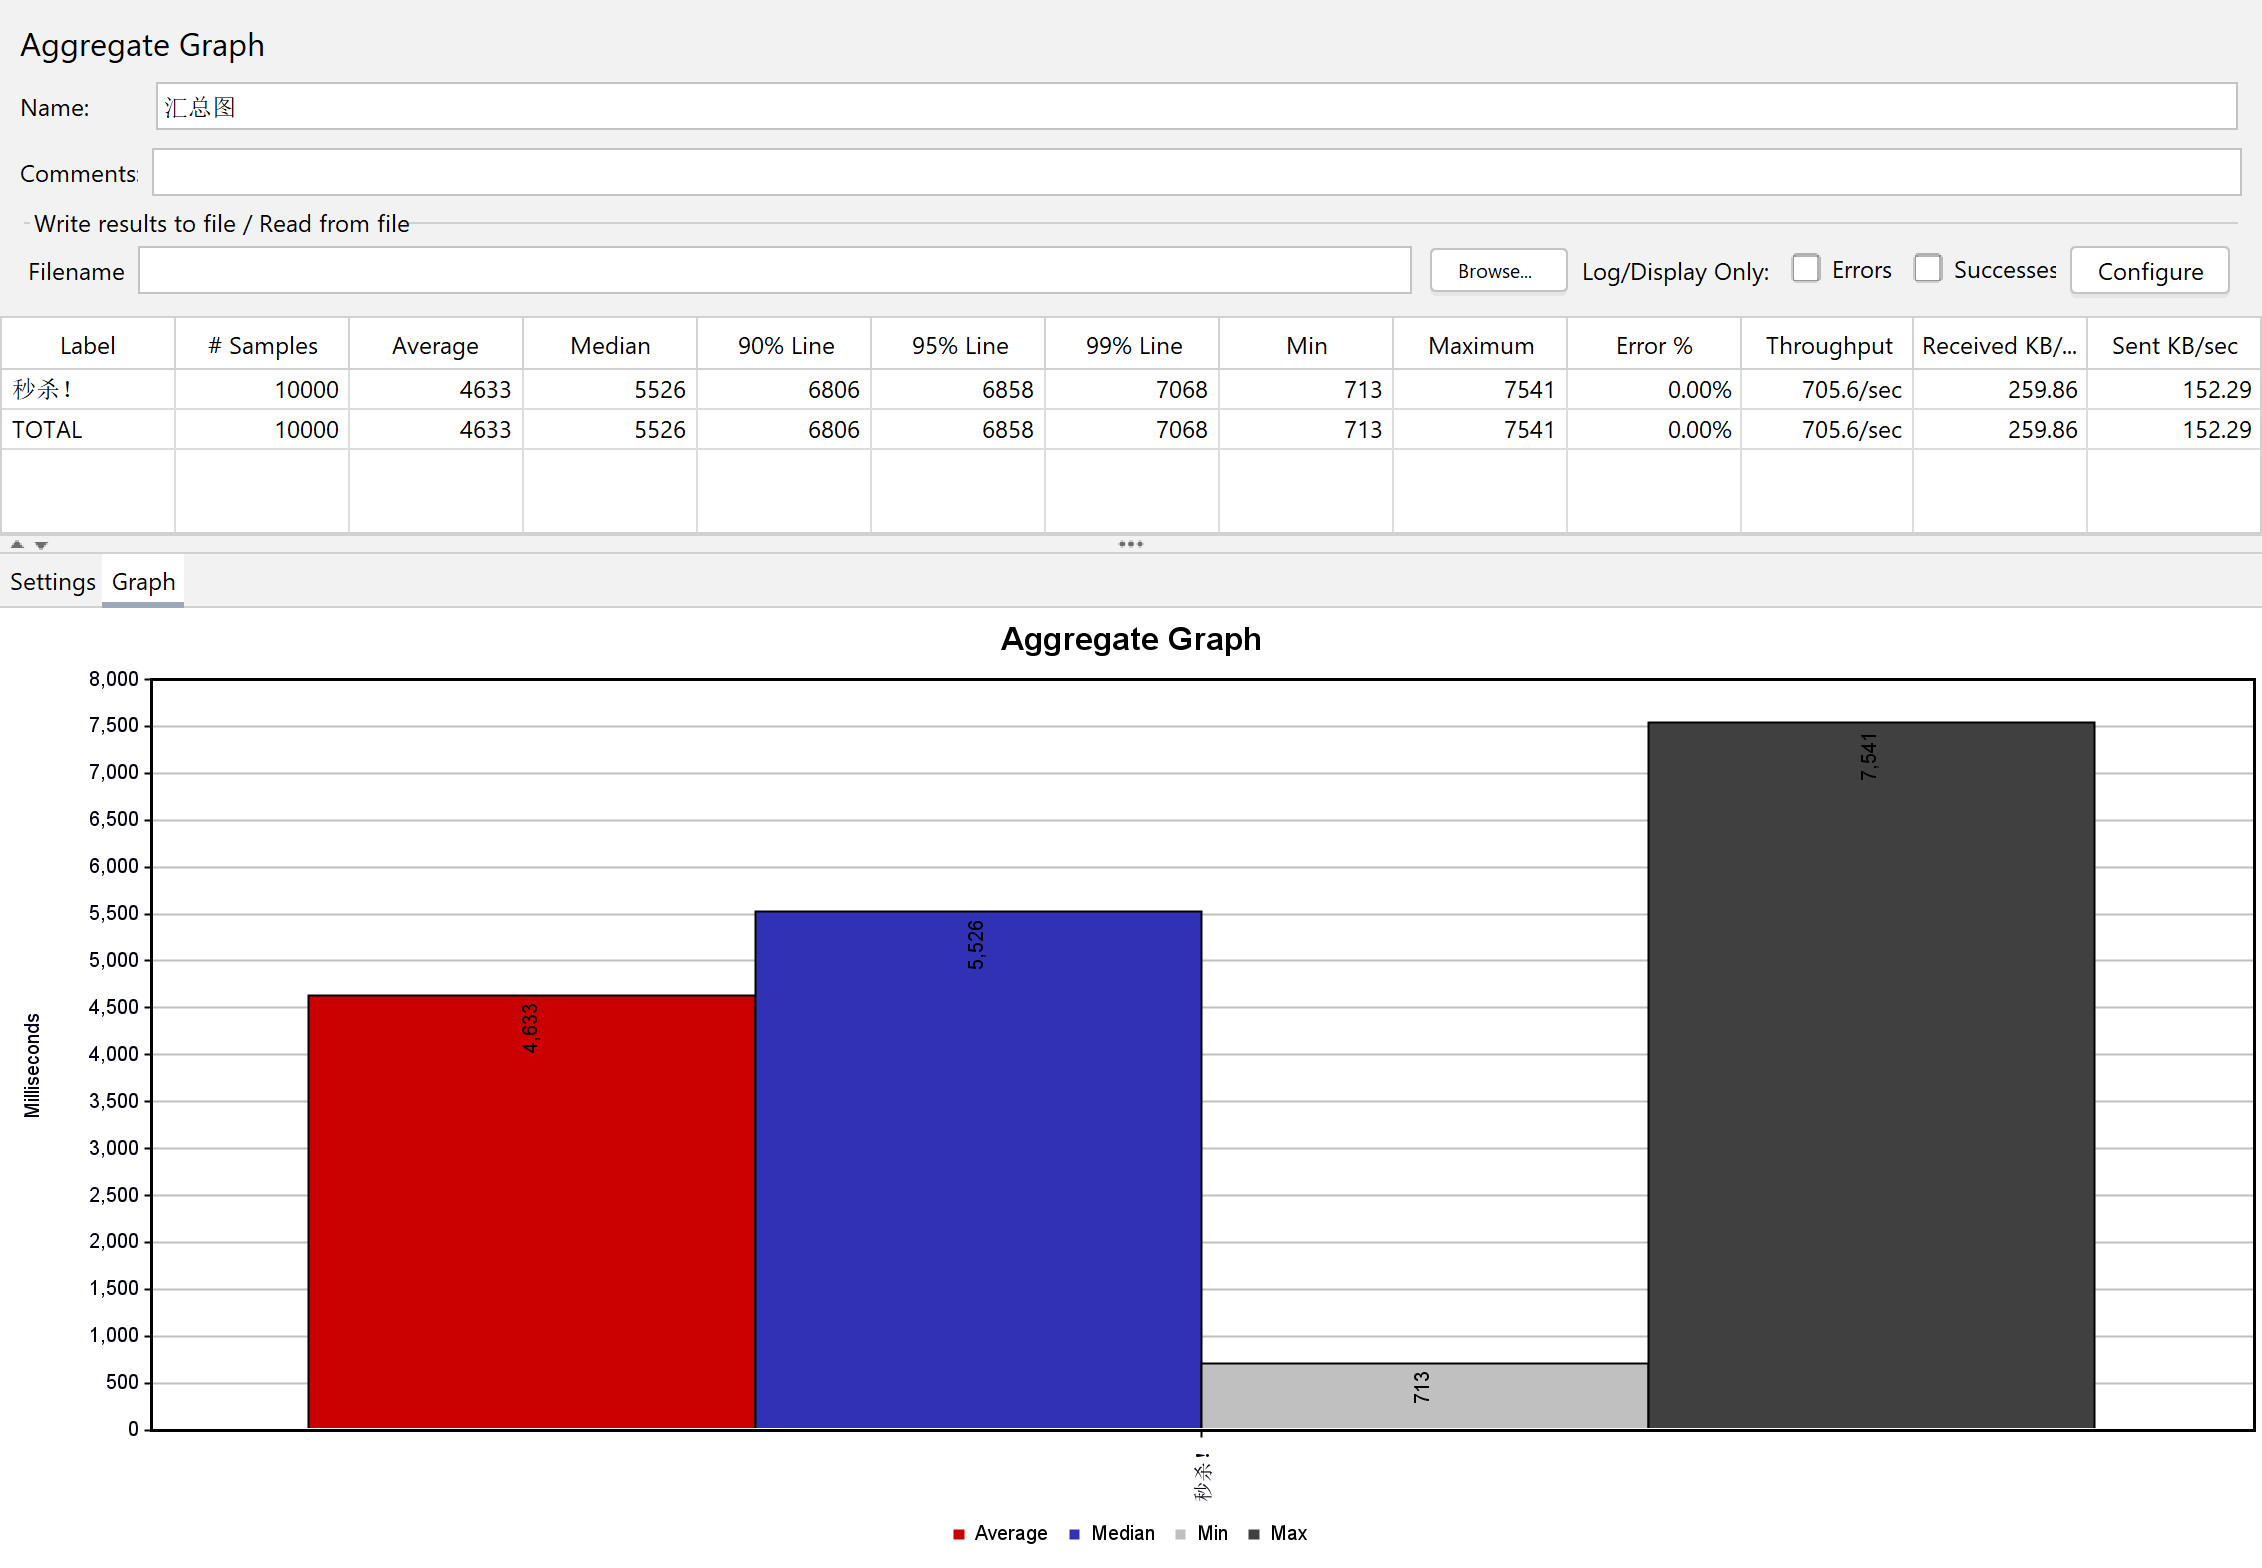 Aggregate Graph
Name: 汇总图
Comments:
Write results to file / Read from file
Filename Browse... Log/Display Only: Errors Successes Configure
Label # Samples Average Median 90% Line 95% Line 99% Line Min Maximum Error % Throughput Received KB/... Sent KB/sec
秒杀! 10000 4633 5526 6806 6858 7068 713 7541 0.00% 705.6/sec 259.86 152.29
TOTAL 10000 4633 5526 6806 6858 7068 713 7541 0.00% 705.6/sec 259.86 152.29
Settings Graph
Aggregate Graph
8,000
7,500
7,000
6,500
6,000
5,500
5,000
4,500
4,000
3,500
3,000
2,500
2,000
1,500
1,000
500
0
Milliseconds
4,633
5,526
713
7,541
秒杀!
Average Median Min Max